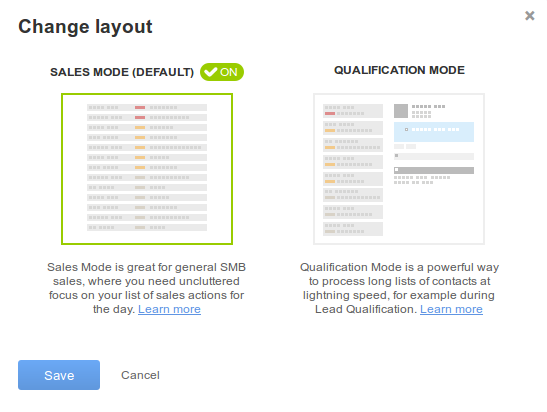 Change layout
SALES MODE (DEFAULT) ON
QUALIFICATION MODE
Sales Mode is great for general SMB
sales, where you need uncluttered
focus on your list of sales actions for
the day. Learn more
Qualification Mode is a powerful way
to process long lists of contacts at
lightning speed, for example during
Lead Qualification. Learn more
Save
Cancel